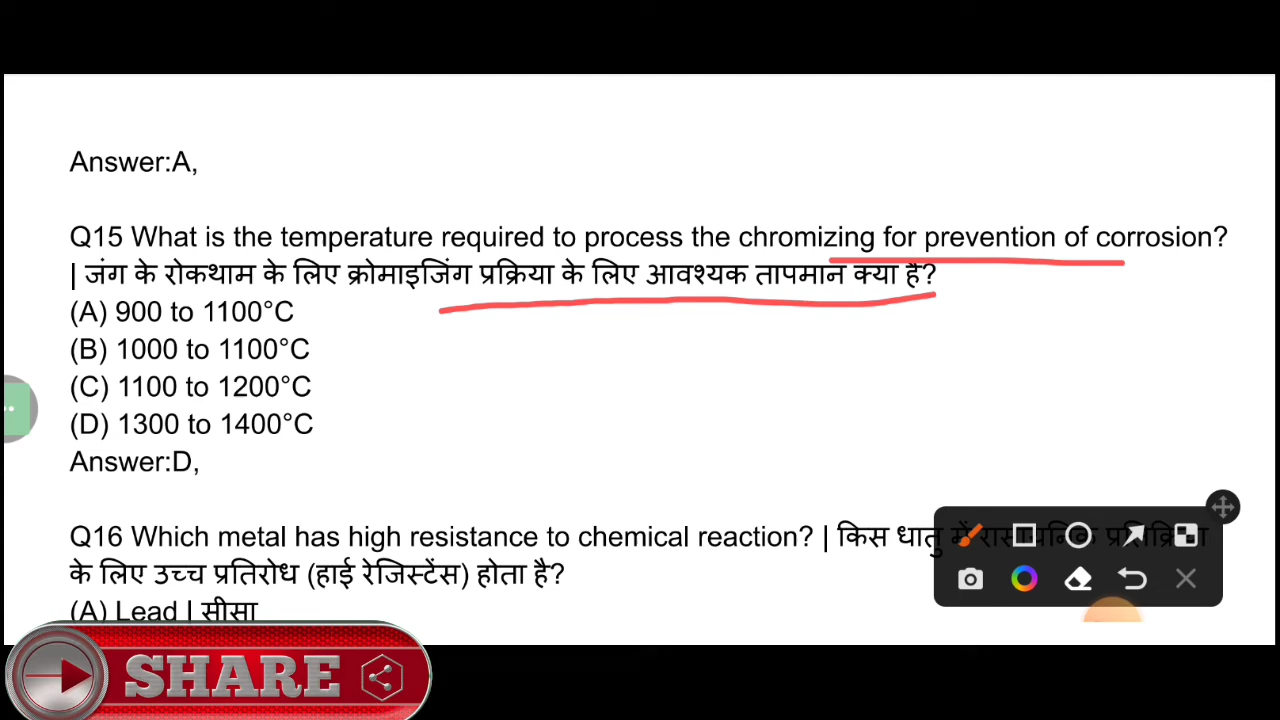 Answer:A,
Q15 What is the temperature required to process the chromizing for prevention of corrosion?
| जंग के रोकथाम के लिए क्रोमाइजिंग प्रक्रिया के लिए आवश्यक तापमान क्या है?
(A) 900 to 1100°C
(B) 1000 to 1100°C
(C) 1100 to 1200°C
(D) 1300 to 1400°C
Answer:D,
Q16 Which metal has high resistance to chemical reaction? | किस धातु में रासायनिक प्रतिक्रिया
के लिए उच्च प्रतिरोध (हाई रेजिस्टेंस) होता है?
(A) Lead | सीसा
SHARE